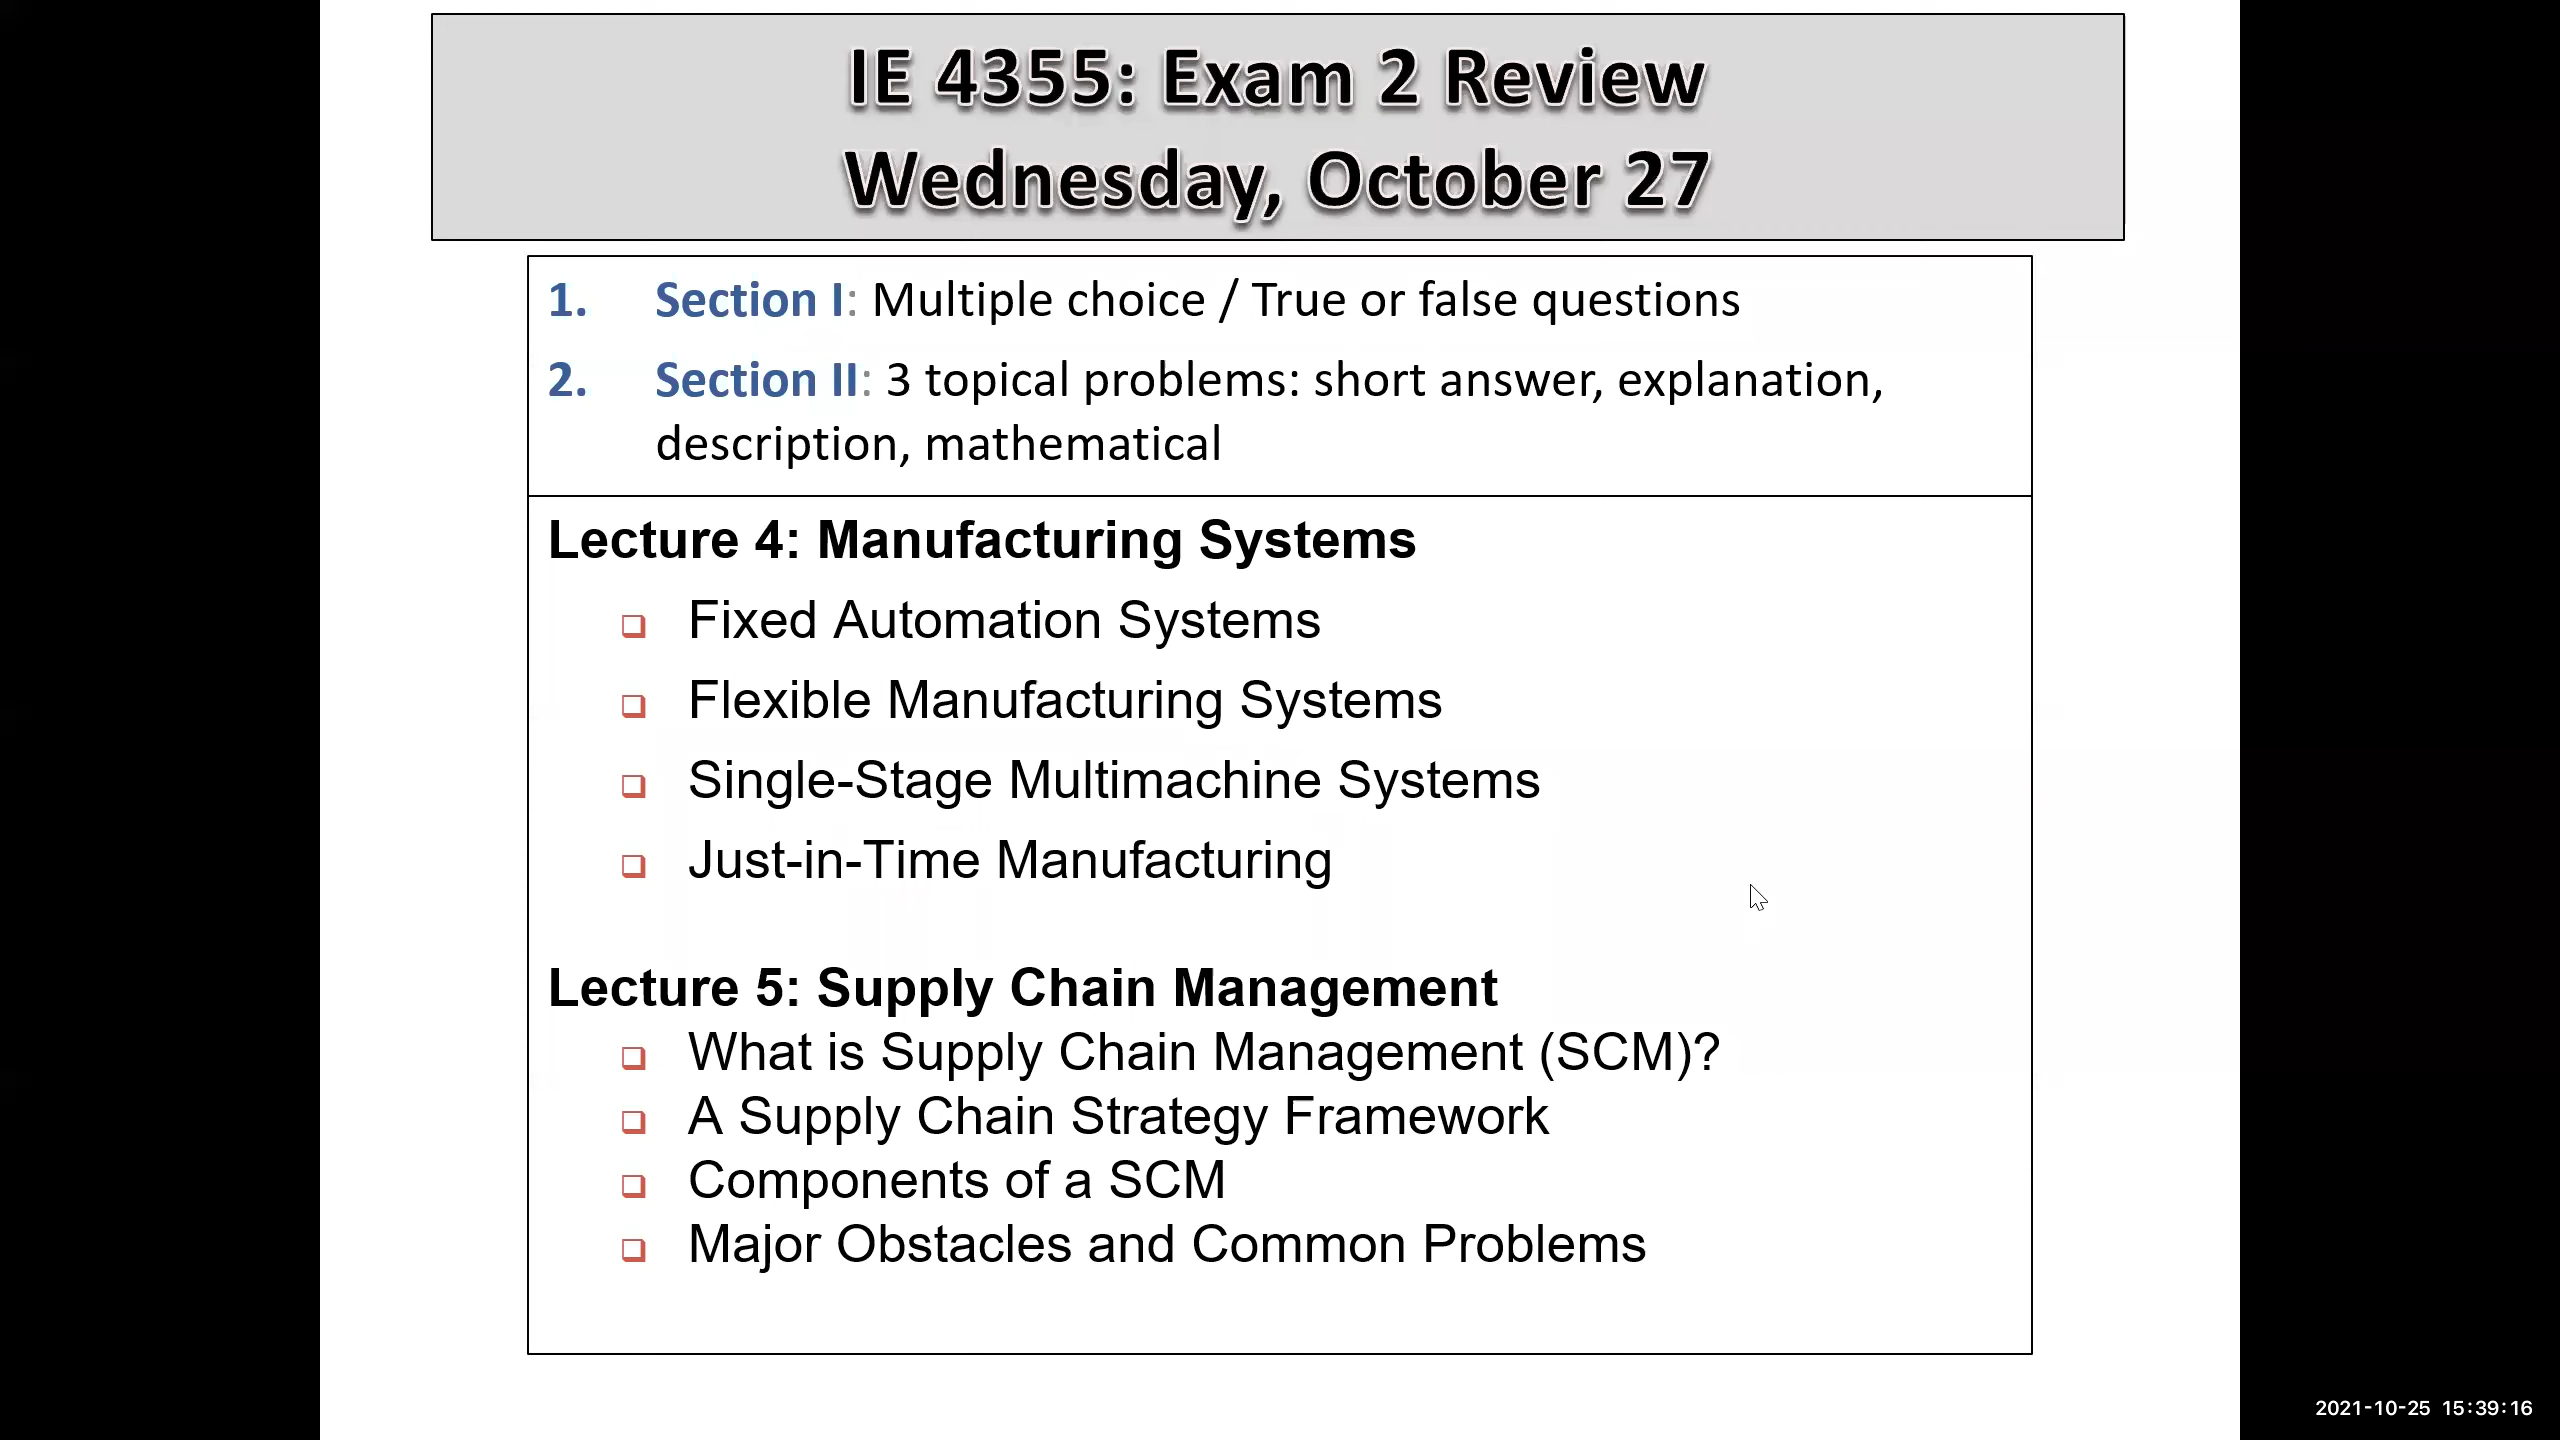 IE 4355: Exam 2 Review
Wednesday, October 27
1. Section I: Multiple choice / True or false questions
2. Section II: 3 topical problems: short answer, explanation,
description, mathematical
Lecture 4: Manufacturing Systems
Fixed Automation Systems
Flexible Manufacturing Systems
Single-Stage Multimachine Systems
Just-in-Time Manufacturing
Lecture 5: Supply Chain Management
What is Supply Chain Management (SCM)?
A Supply Chain Strategy Framework
Components of a SCM
Major Obstacles and Common Problems
2021-10-25 15:39:16